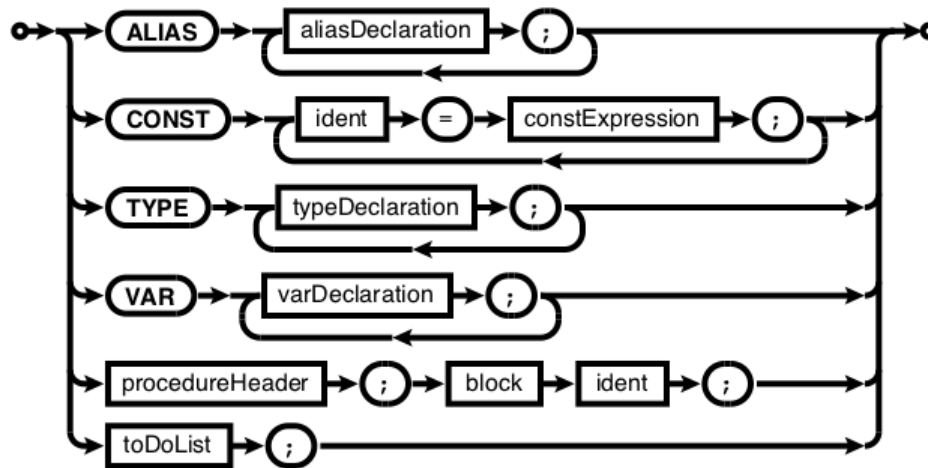 ALIAS aliasDeclaration ;
CONST ident = constExpression ;
TYPE typeDeclaration ;
VAR varDeclaration ;
procedureHeader ; block ident ;
toDoList ;